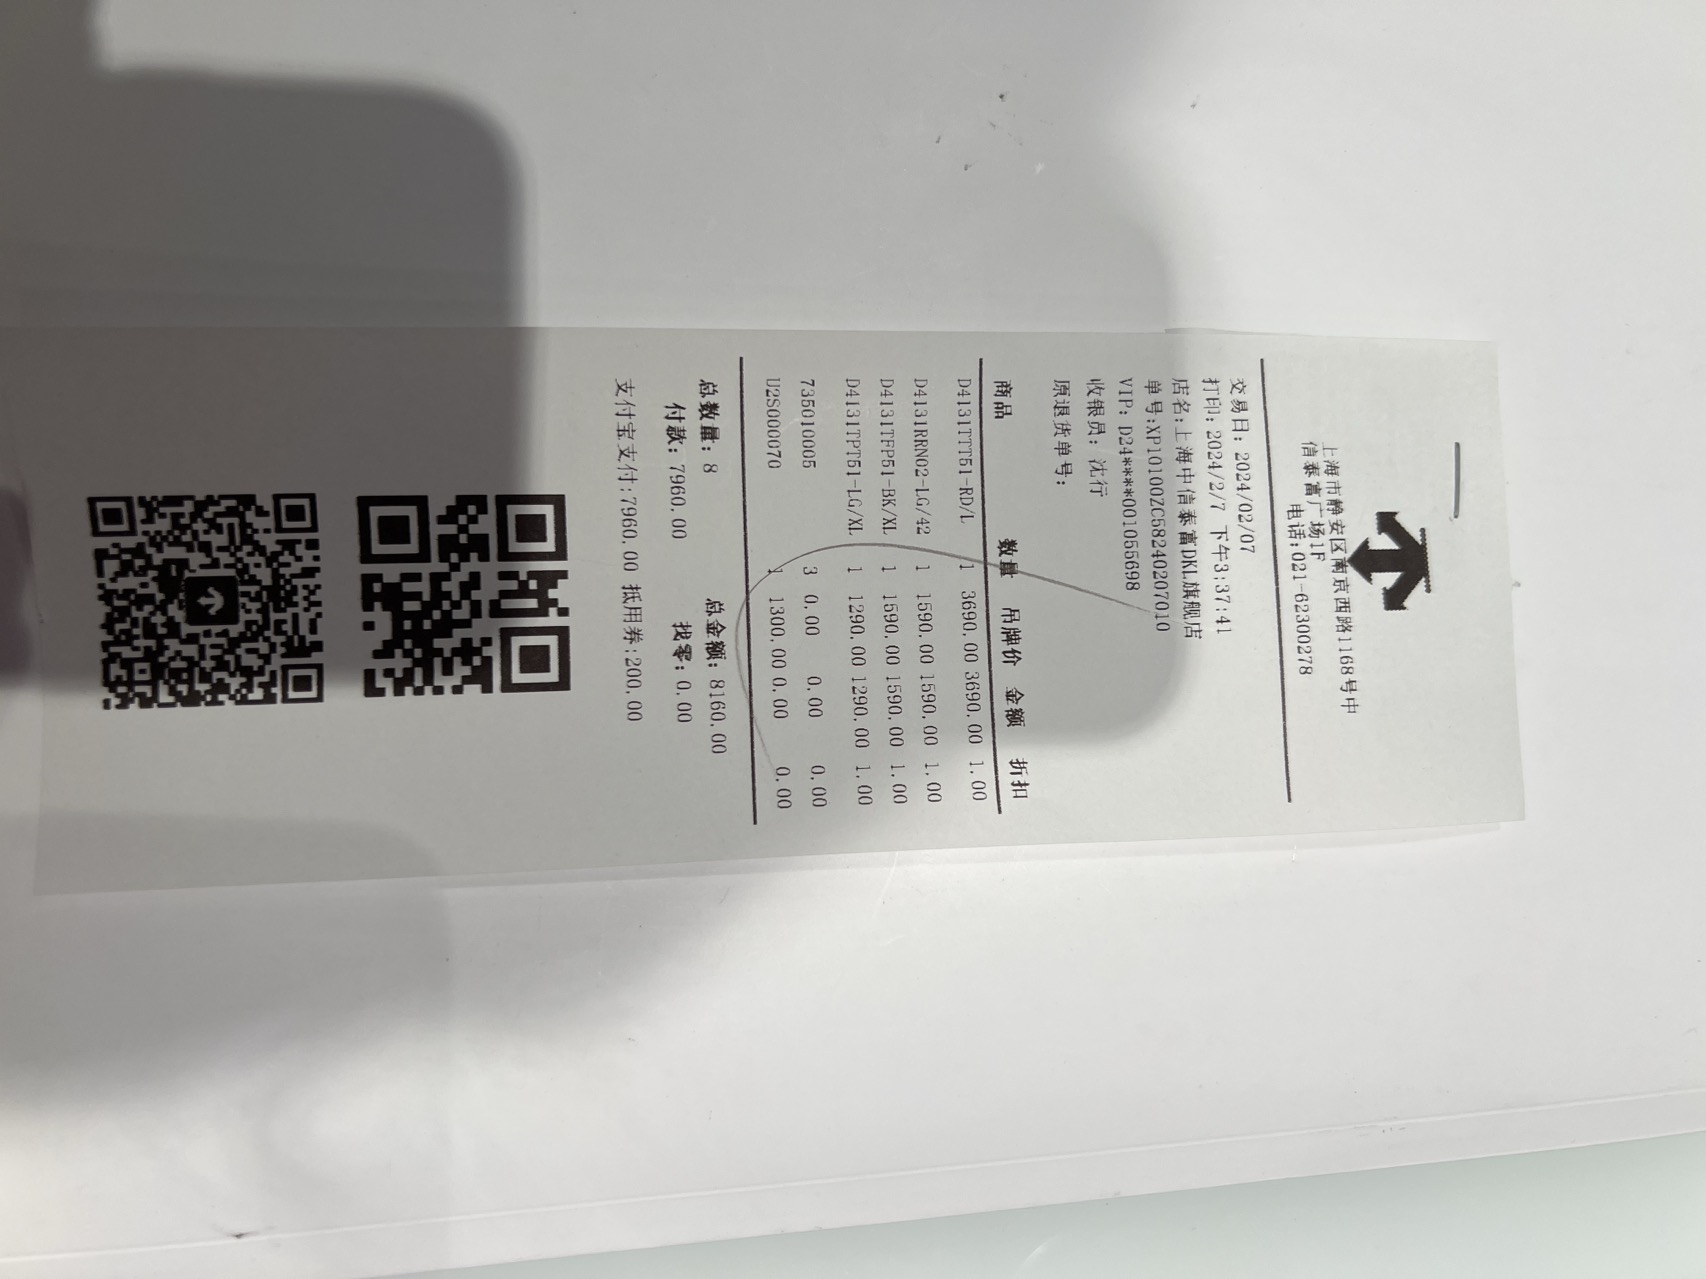 上海市静安区南京西路1168号中
信泰富广场1F
电话:021-62300278
交易日: 2024/02/07
打印: 2024/2/7 下午3:37:41
店名:上海中信泰富DKL旗舰店
单号:XP10100ZC58240207010
VIP: D24****00105​5698
收银员: 沈行
原退货单号:
商品 数量 吊牌价 金额 折扣
D4131TTT51-RD/L 1 3690.00 3690.00 1.00
D4131RRN02-LG/42 1 1590.00 1590.00 1.00
D4131TFP51-BK/XL 1 1590.00 1590.00 1.00
D4131TPT51-LG/XL 1 1290.00 1290.00 1.00
735010005 3 0.00 0.00 0.00
U2S000070 1 1300.00 0.00 0.00
总数量: 8 总金额: 8160.00
付款: 7960.00 找零: 0.00
支付宝支付:7960.00 抵用券:200.00